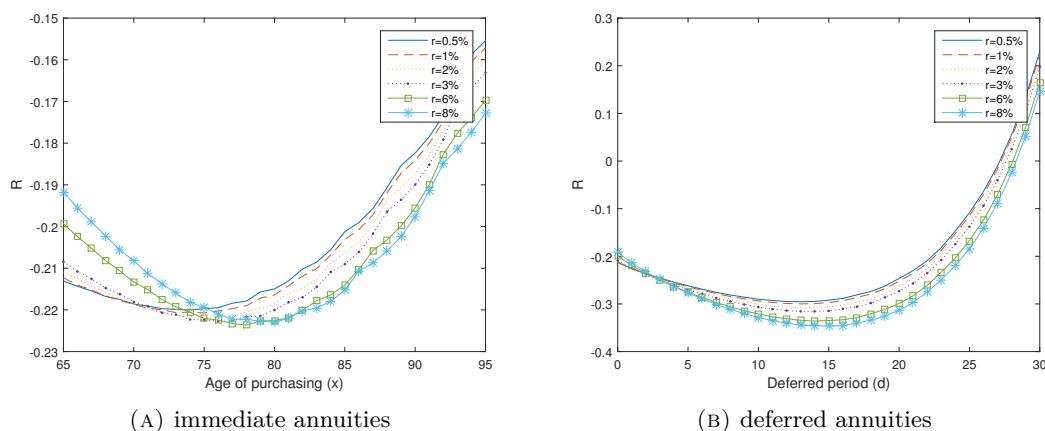 -0.15
-0.16
-0.17
-0.18
-0.19
-0.2
-0.21
-0.22
-0.23
R
65 70 75 80 85 90 95
Age of purchasing (x)
r=0.5%
r=1%
r=2%
r=3%
r=6%
r=8%
(A) immediate annuities
0.3
0.2
0.1
0
-0.1
-0.2
-0.3
-0.4
R
0 5 10 15 20 25 30
Deferred period (d)
r=0.5%
r=1%
r=2%
r=3%
r=6%
r=8%
(B) deferred annuities